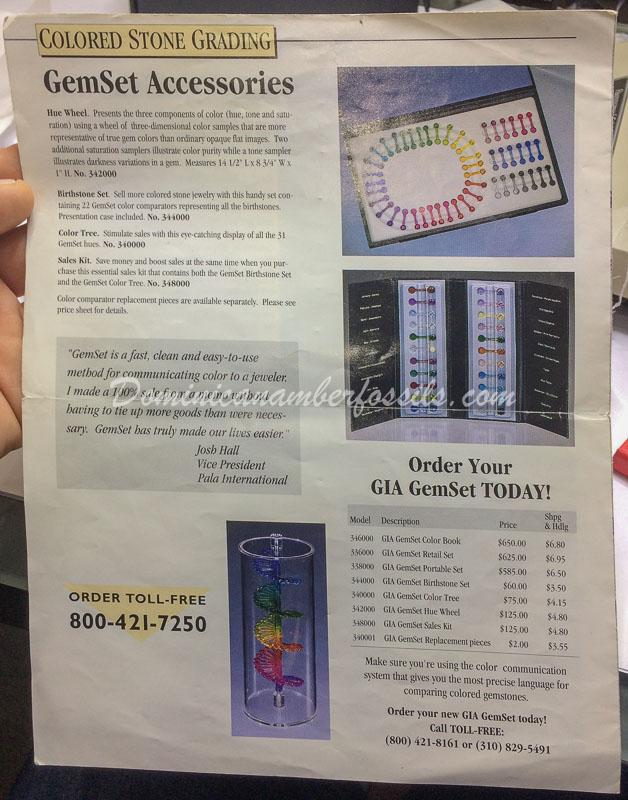 COLORED STONE GRADING
GemSet Accessories
Hue Wheel. Presents the three components of color (hue, tone and satu-
ration) using a wheel of three-dimensional color samples that are more
representative of true gem colors than ordinary opaque flat images. Two
additional saturation samplers illustrate color purity while a tone sampler
illustrates darkness variations in a gem. Measures 14 1/2" L x 8 3/4" W x
1" H. No. 342000
Birthstone Set. Sell more colored stone jewelry with this handy set con-
taining 22 GemSet color comparators representing all the birthstones.
Presentation case included. No. 344000
Color Tree. Stimulate sales with this eye-catching display of all the 31
GemSet hues. No. 340000
Sales Kit. Save money and boost sales at the same time when you pur-
chase this essential sales kit that contains both the GemSet Birthstone Set
and the GemSet Color Tree. No. 348000
Color comparator replacement pieces are available separately. Please see
price sheet for details.
"GemSet is a fast, clean and easy-to-use
method for communicating color to a jeweler.
I made a 100% sale from a memo without
having to tie up more goods than were neces-
sary. GemSet has truly made our lives easier."
Josh Hall
Vice President
Pala International
Dominicanamberfossils.com
ORDER TOLL-FREE
800-421-7250
Order Your
GIA GemSet TODAY!
Model Description Price Shpg & Hdlg
346000 GIA GemSet Color Book $650.00 $6.80
336000 GIA GemSet Retail Set $625.00 $6.95
338000 GIA GemSet Portable Set $585.00 $6.50
344000 GIA GemSet Birthstone Set $60.00 $3.50
340000 GIA GemSet Color Tree $75.00 $4.15
342000 GIA GemSet Hue Wheel $125.00 $4.80
348000 GIA GemSet Sales Kit $125.00 $4.80
340001 GIA GemSet Replacement pieces $2.00 $3.55
Make sure you're using the color communication
system that gives you the most precise language for
comparing colored gemstones.
Order your new GIA GemSet today!
Call TOLL-FREE:
(800) 421-8161 or (310) 829-5491